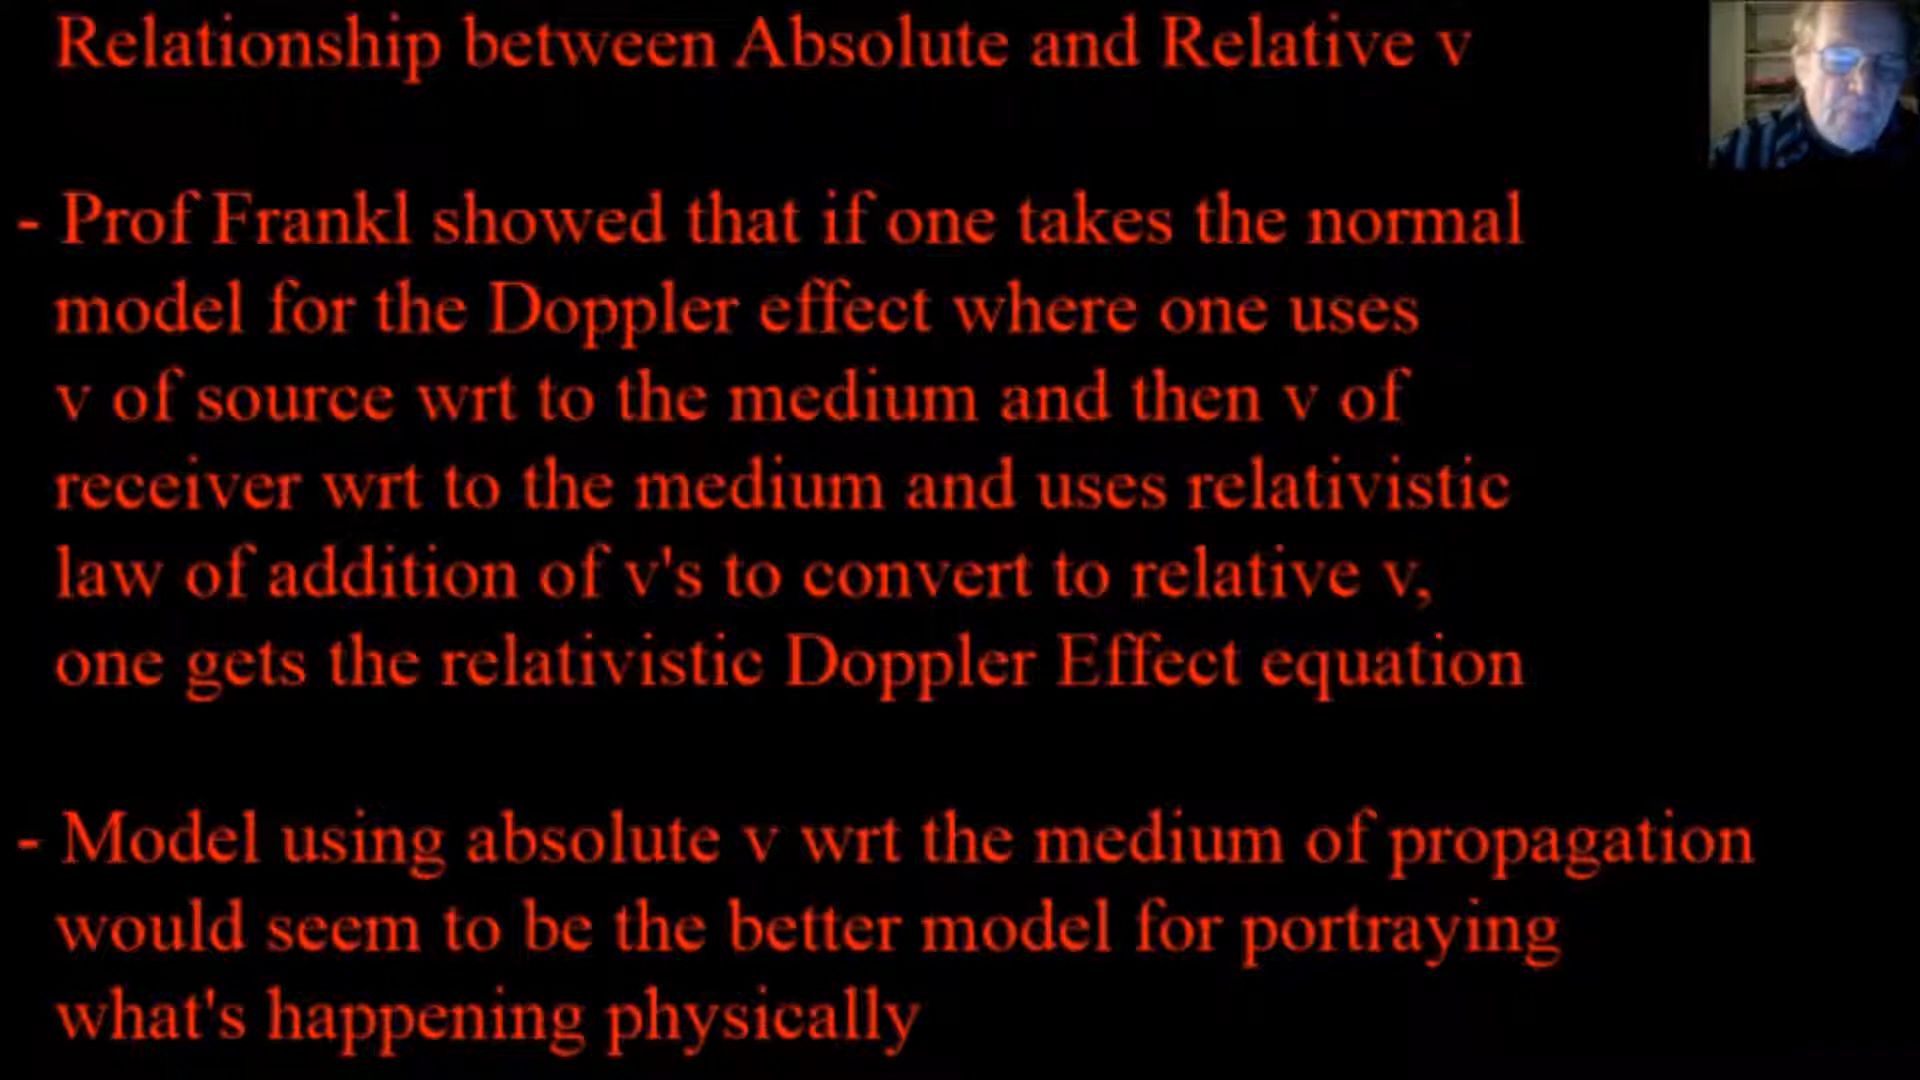 Relationship between Absolute and Relative v
- Prof Frankl showed that if one takes the normal
model for the Doppler effect where one uses
v of source wrt to the medium and then v of
receiver wrt to the medium and uses relativistic
law of addition of v's to convert to relative v,
one gets the relativistic Doppler Effect equation
- Model using absolute v wrt the medium of propagation
would seem to be the better model for portraying
what's happening physically